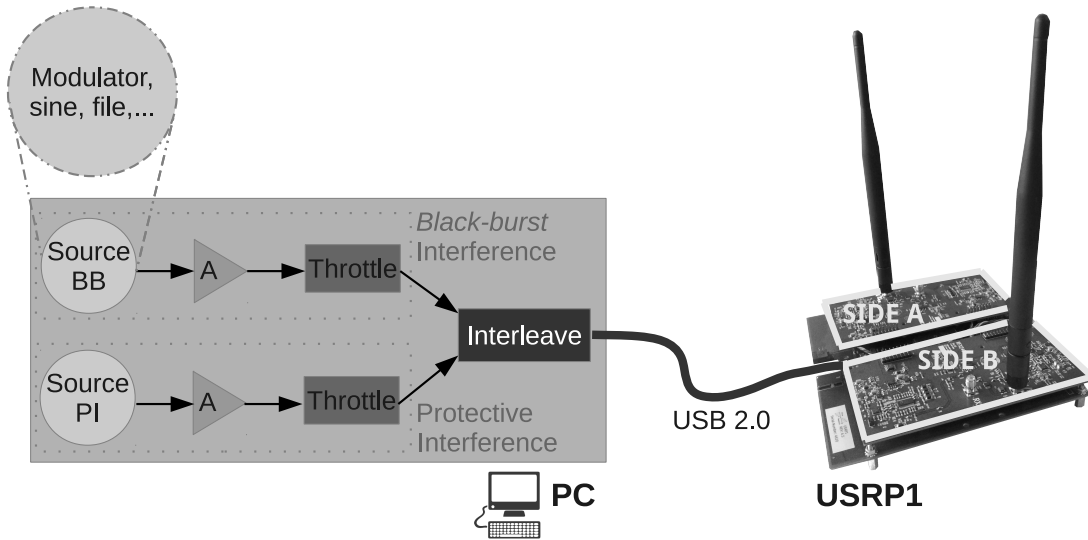 Modulator,
sine, file,...
Source
BB
A
Throttle
Black-burst
Interference
Interleave
Source
PI
A
Throttle
Protective
Interference
USB 2.0
SIDE A
SIDE B
PC
USRP1